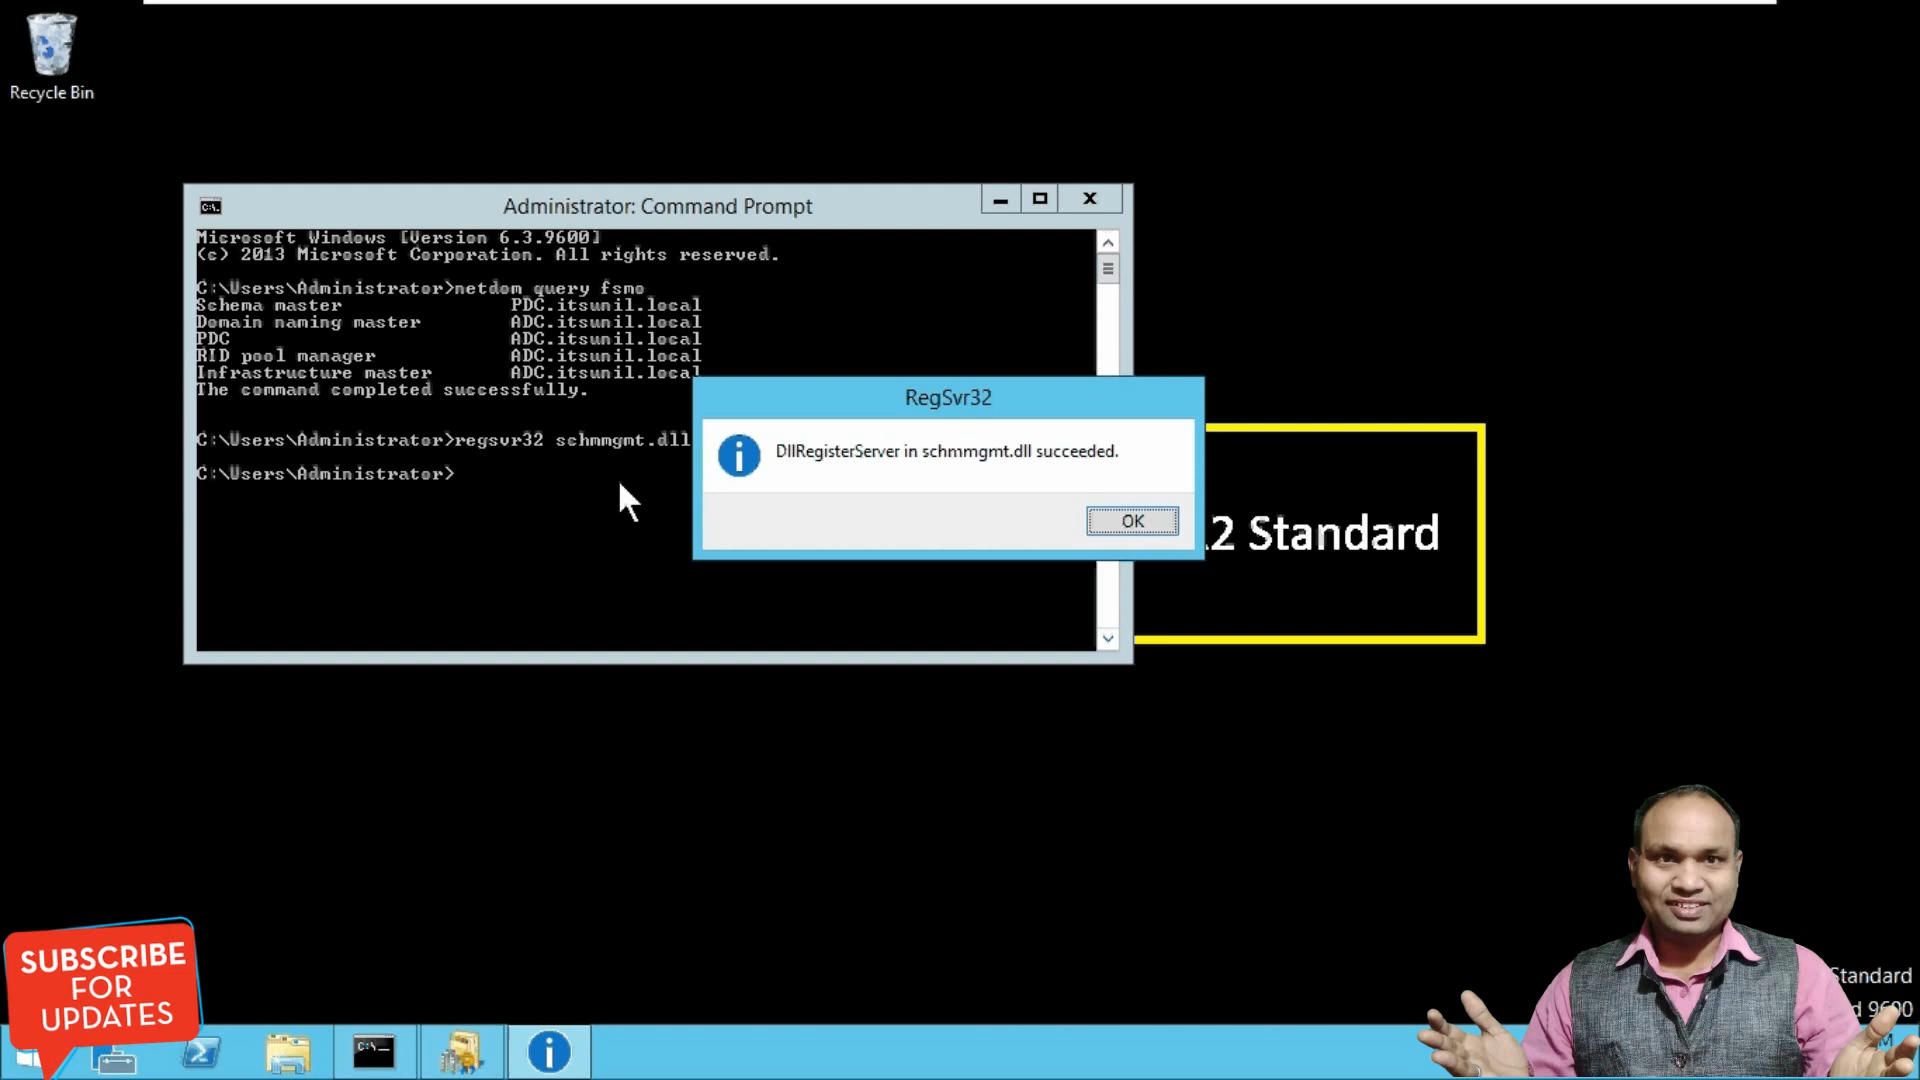 Recycle Bin
Administrator: Command Prompt
Microsoft Windows [Version 6.3.9600]
(c) 2013 Microsoft Corporation. All rights reserved.
C:\Users\Administrator>netdom query fsmo
Schema master PDC.itsunil.local
Domain naming master ADC.itsunil.local
PDC ADC.itsunil.local
RID pool manager ADC.itsunil.local
Infrastructure master ADC.itsunil.local
The command completed successfully.
C:\Users\Administrator>regsvr32 schmmgmt.dll
C:\Users\Administrator>
RegSvr32
DllRegisterServer in schmmgmt.dll succeeded.
OK
2 Standard
SUBSCRIBE
FOR
UPDATES
Standard
d 9600